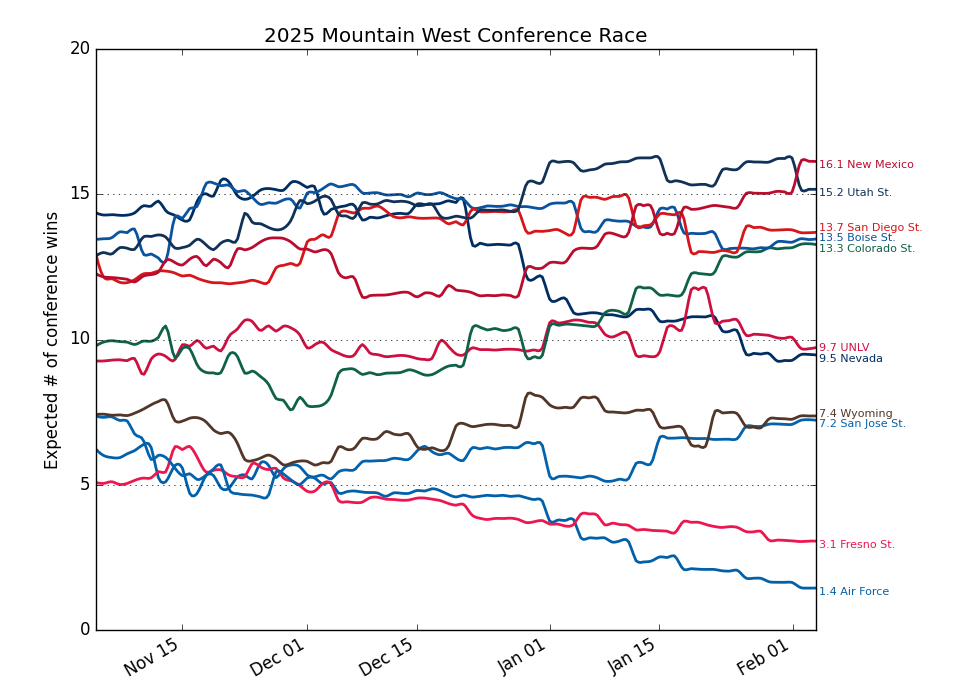 2025 Mountain West Conference Race
Expected # of conference wins
20
15
10
5
0
Nov 15
Dec 01
Dec 15
Jan 01
Jan 15
Feb 01
16.1 New Mexico
15.2 Utah St.
13.7 San Diego St.
13.5 Boise St.
13.3 Colorado St.
9.7 UNLV
9.5 Nevada
7.4 Wyoming
7.2 San Jose St.
3.1 Fresno St.
1.4 Air Force